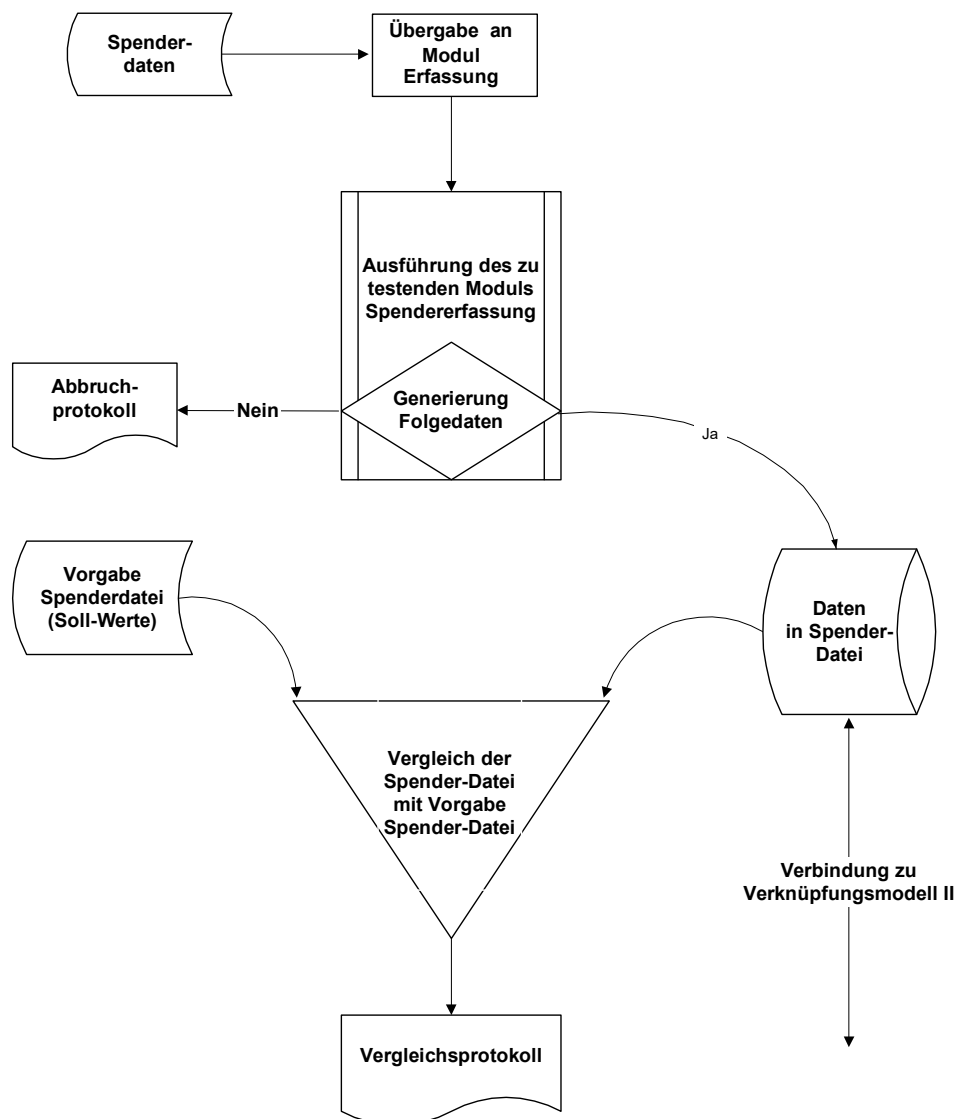 Spender-
daten
Übergabe an
Modul
Erfassung
Ausführung des zu
testenden Moduls
Spendererfassung
Generierung
Folgedaten
Abbruch-
protokoll
Nein
Ja
Vorgabe
Spenderdatei
(Soll-Werte)
Daten
in Spender-
Datei
Vergleich der
Spender-Datei
mit Vorgabe
Spender-Datei
Verbindung zu
Verknüpfungsmodell II
Vergleichsprotokoll